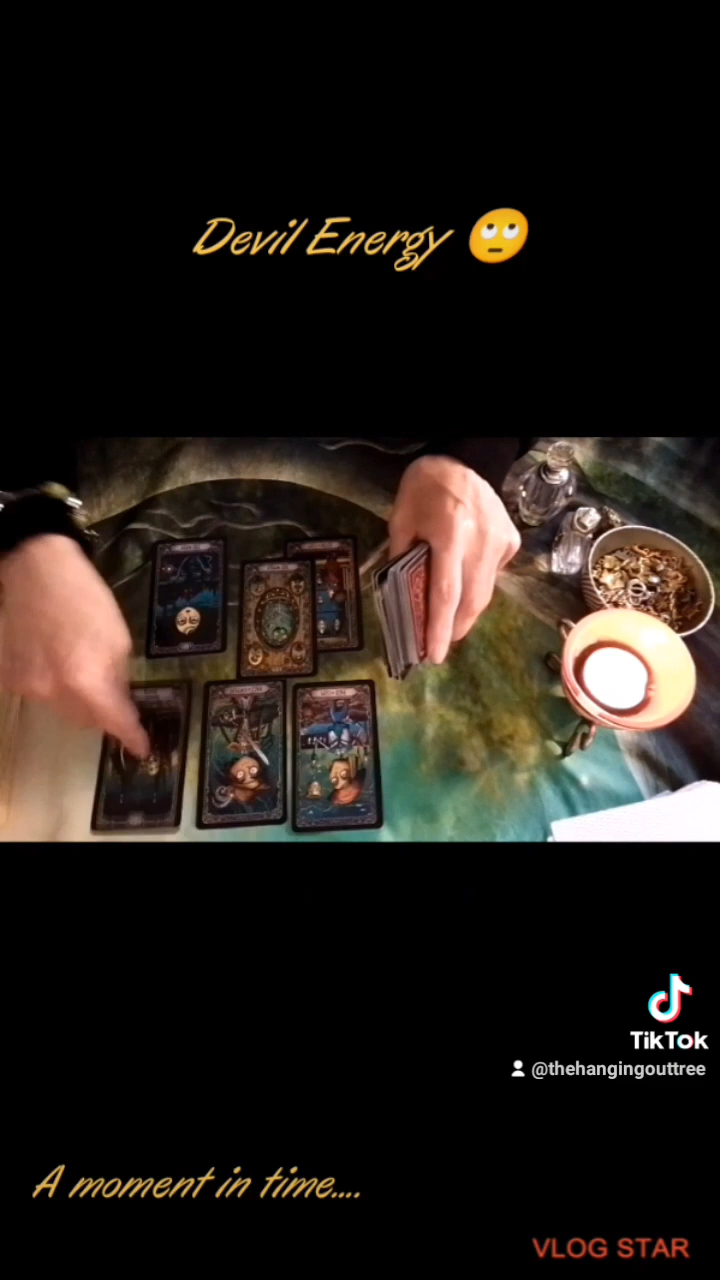 Devil Energy 🙄
TikTok
@thehangingouttree
A moment in time....
VLOG STAR